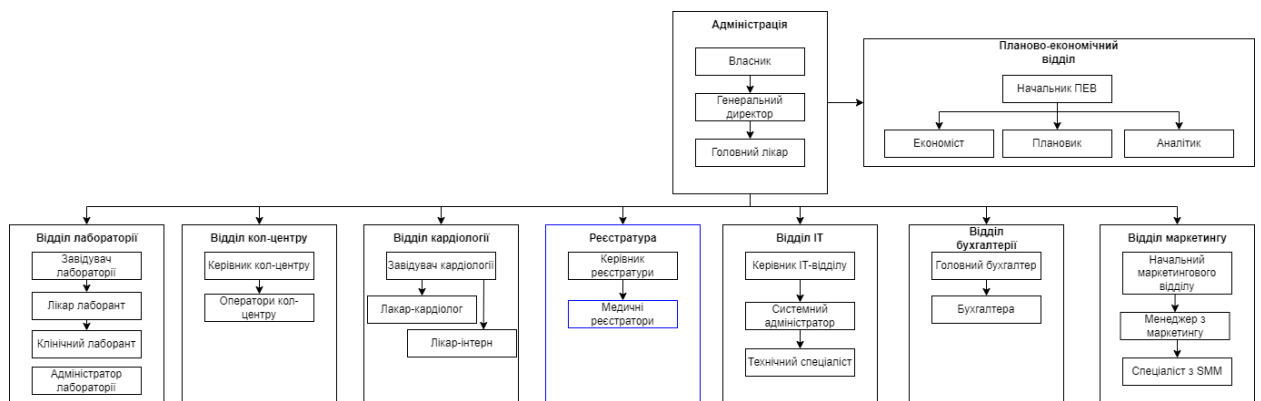 Адміністрація
Власник
Генеральний
директор
Головний лікар
Планово-економічний
відділ
Начальник ПЕВ
Економіст
Плановик
Аналітик
Відділ лабораторії
Завідувач
лабораторії
Лікар лаборант
Клінічний лаборант
Адміністратор
лабораторії
Відділ кол-центру
Керівник кол-центру
Оператори кол-
центру
Відділ кардіології
Завідувач кардіології
Лакар-кардіолог
Лікар-інтерн
Реєстратура
Керівник
реєстратури
Медичні
реєстратори
Відділ ІТ
Керівник ІТ-відділу
Системний
адміністратор
Технічний спеціаліст
Відділ
бухгалтерії
Головний бухгалтер
Бухгалтера
Відділ маркетингу
Начальний
маркетингового
відділу
Менеджер з
маркетингу
Спеціаліст з SMM